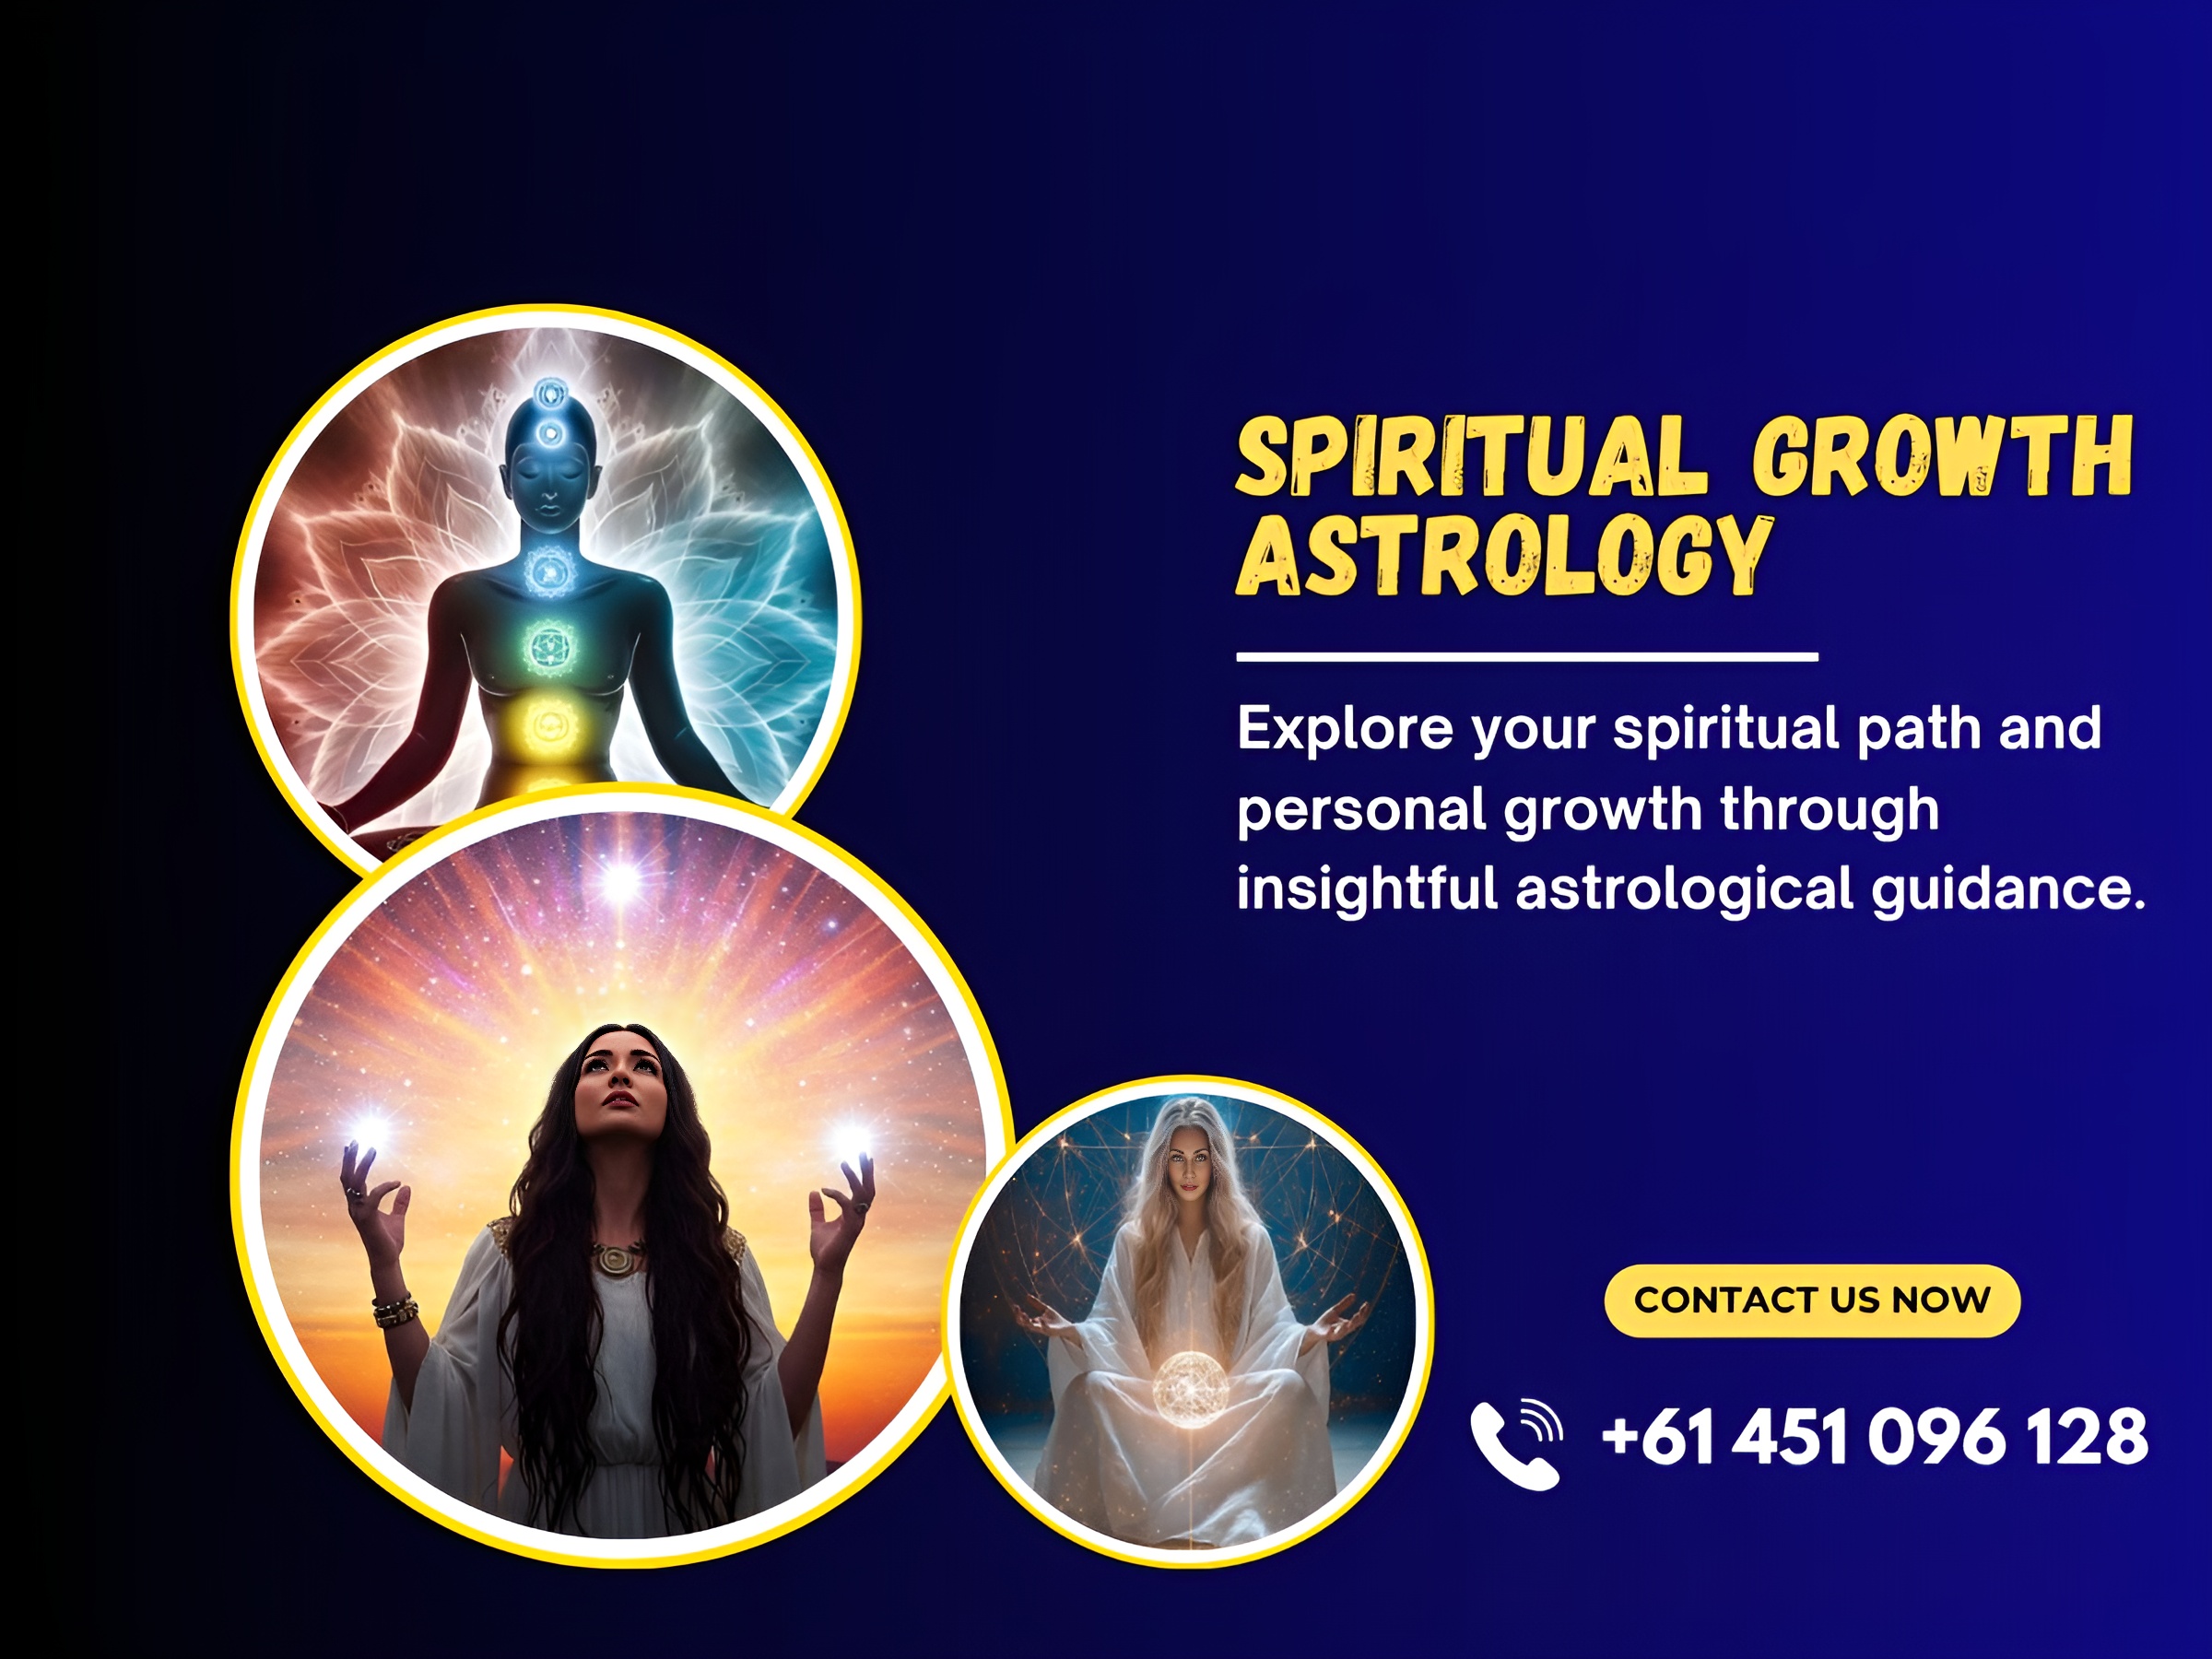 SPIRITUAL GROWTH
ASTROLOGY
Explore your spiritual path and
personal growth through
insightful astrological guidance.
CONTACT US NOW
+61 451 096 128